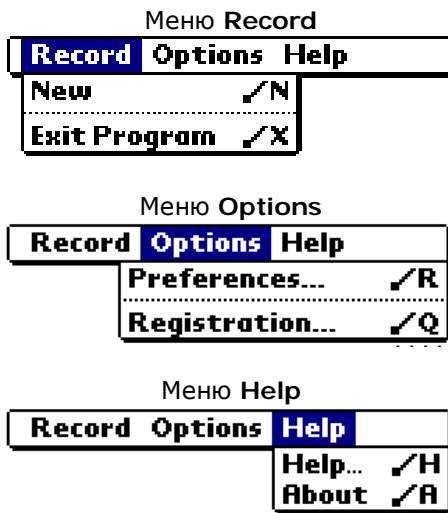 Меню Record
Record Options Help
New N
Exit Program X
Меню Options
Record Options Help
Preferences... R
Registration... Q
Меню Help
Record Options Help
Help... H
About A